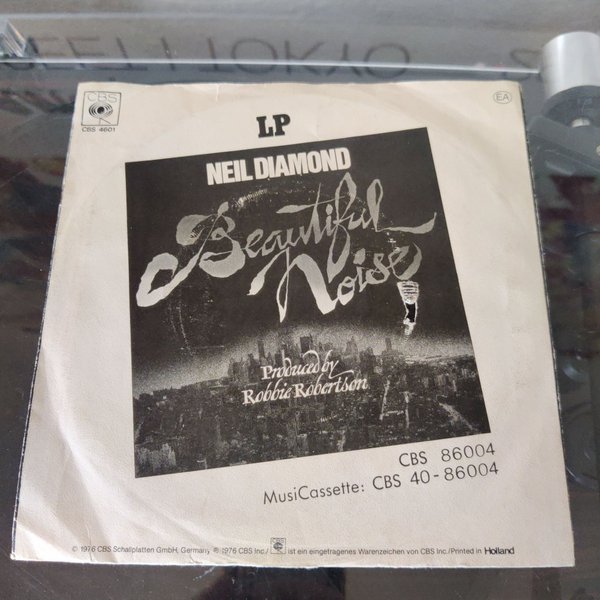 CBS
CBS 4601
EA
LP
NEIL DIAMOND
Beautiful
Noise
Produced by
Robbie Robertson
CBS 86004
MusiCassette: CBS 40-86004
© 1976 CBS Schallplatten GmbH, Germany ℗ 1976 CBS Inc./ CBS ist ein eingetragenes Warenzeichen von CBS Inc./Printed in Holland